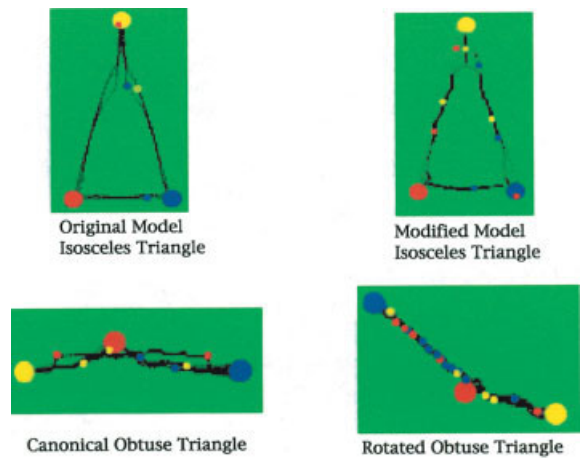 Original Model
Isosceles Triangle
Modified Model
Isosceles Triangle
Canonical Obtuse Triangle
Rotated Obtuse Triangle